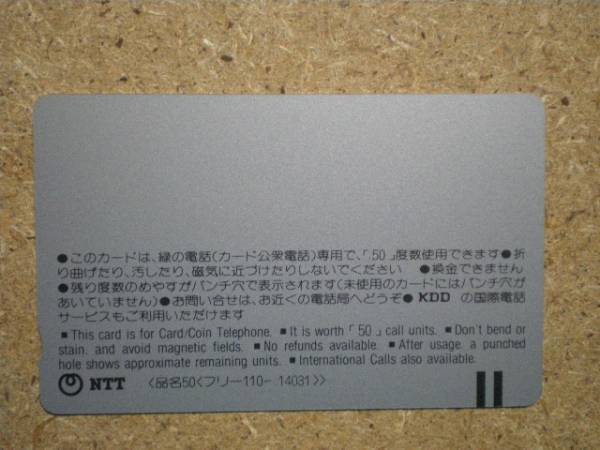 ●このカードは、緑の電話(カード公衆電話)専用で、「50」度数使用できます●折
り曲げたり、汚したり、磁気に近づけたりしないでください ●換金できません
●残り度数のめやすがパンチ穴で表示されます(未使用のカードにはパンチ穴が
あいていません)●お問い合せは、お近くの電話局へどうぞ● KDD の国際電話
サービスもご利用いただけます
■ This card is for Card/Coin Telephone. ■ It is worth「50」call units. ■ Don't bend or
stain. and avoid magnetic fields. ■ No refunds available. ■ After usage. a punched
hole shows approximate remaining units. ■ International Calls also available.
NTT 〈品名50〈フリー110- 14031〉〉